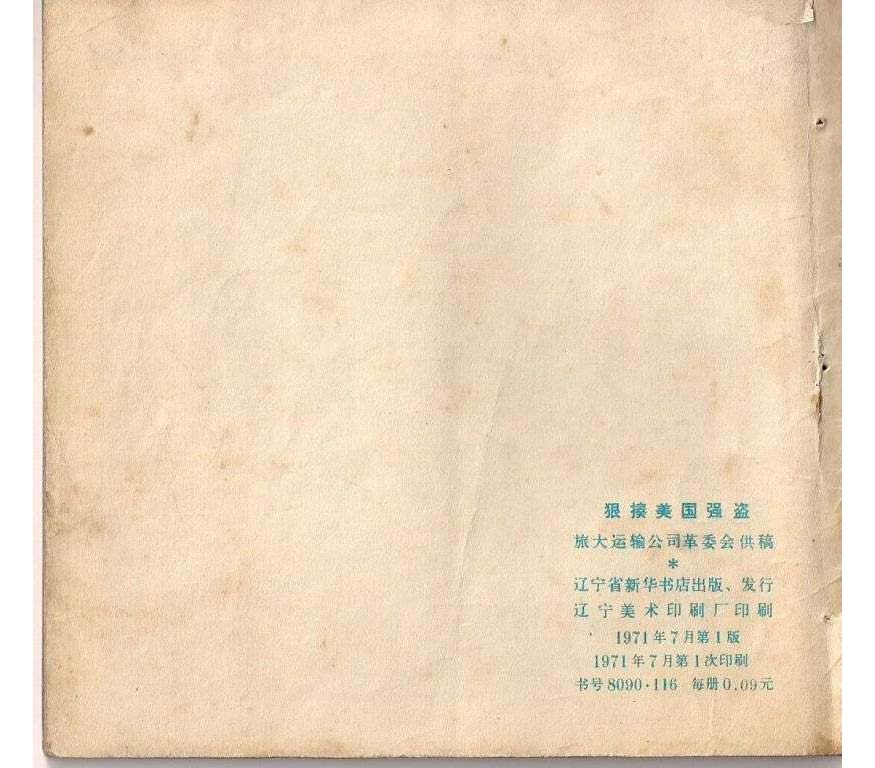 狠揍美国强盗
旅大运输公司革委会供稿
*
辽宁省新华书店出版、发行
辽宁美术印刷厂印刷
1971年7月第1版
1971年7月第1次印刷
书号8090·116 每册0.09元